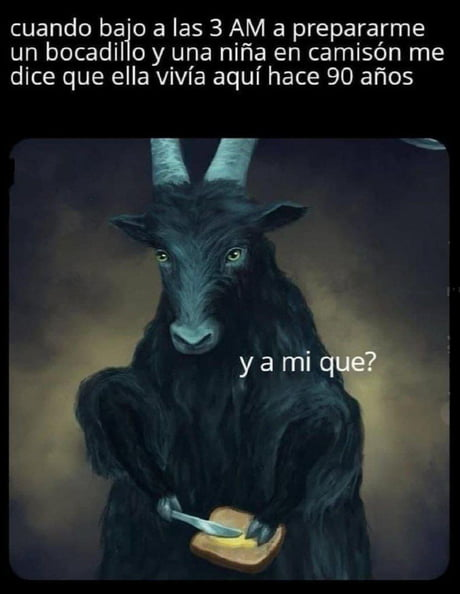 cuando bajo a las 3 AM a prepararme
un bocadillo y una niña en camisón me
dice que ella vivía aquí hace 90 años
y a mi que?